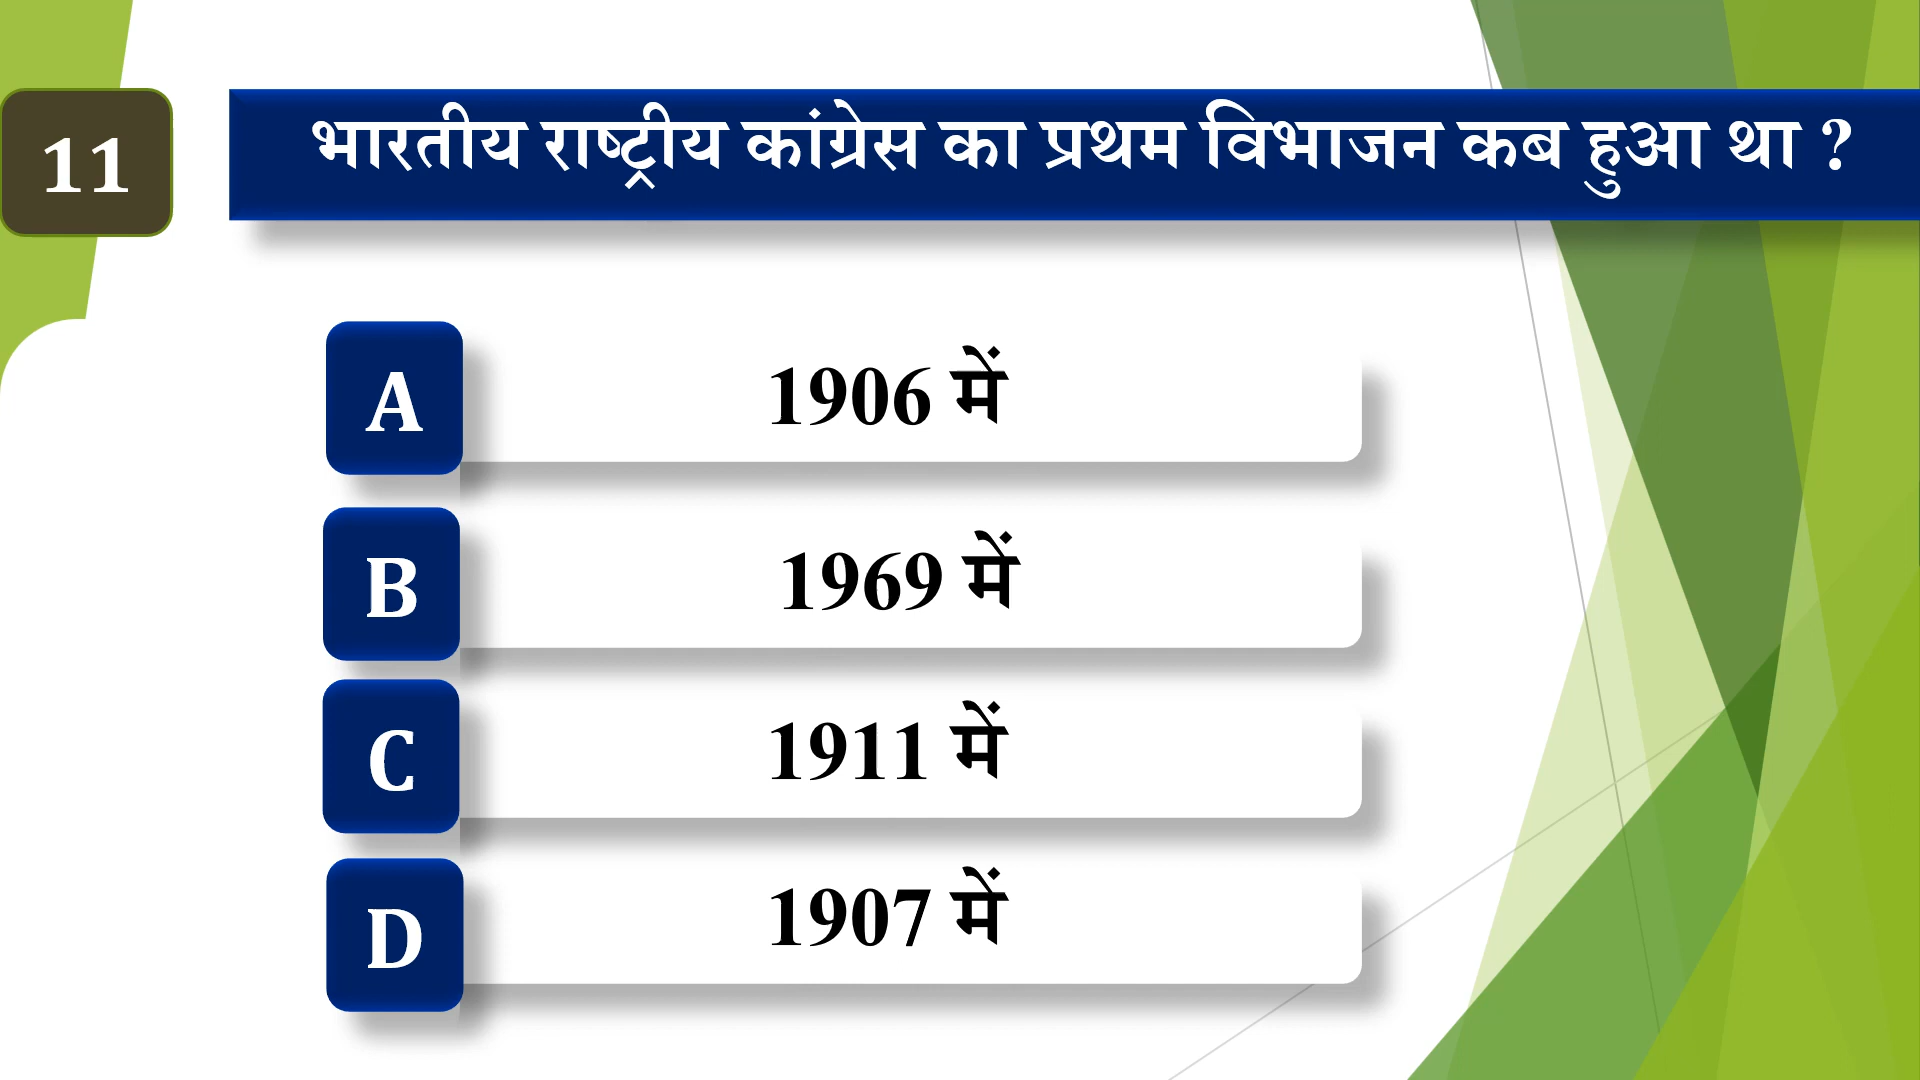 11
भारतीय राष्ट्रीय कांग्रेस का प्रथम विभाजन कब हुआ था ?
A 1906 में
B 1969 में
C 1911 में
D 1907 में